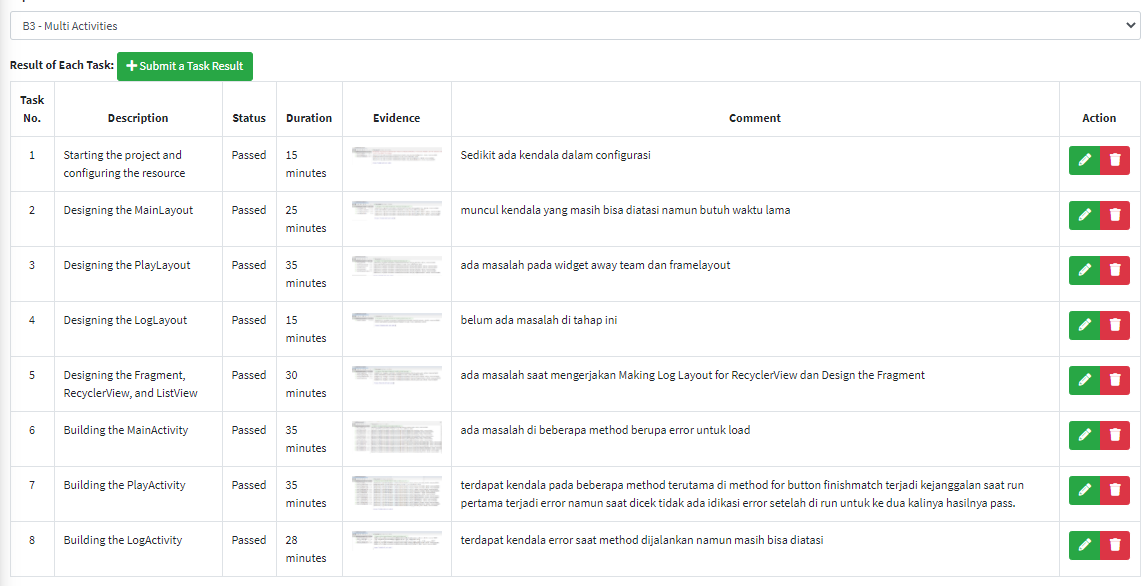 B3 - Multi Activities
Result of Each Task: Submit a Task Result
Task No. Description Status Duration Evidence Comment Action
1 Starting the project and configuring the resource Passed 15 minutes Sedikit ada kendala dalam configurasi
2 Designing the MainLayout Passed 25 minutes muncul kendala yang masih bisa diatasi namun butuh waktu lama
3 Designing the PlayLayout Passed 35 minutes ada masalah pada widget away team dan framelayout
4 Designing the LogLayout Passed 15 minutes belum ada masalah di tahap ini
5 Designing the Fragment, RecyclerView, and ListView Passed 30 minutes ada masalah saat mengerjakan Making Log Layout for RecyclerView dan Design the Fragment
6 Building the MainActivity Passed 35 minutes ada masalah di beberapa method berupa error untuk load
7 Building the PlayActivity Passed 35 minutes terdapat kendala pada beberapa method terutama di method for button finishmatch terjadi kejanggalan saat run
pertama terjadi error namun saat dicek tidak ada idikasi error setelah di run untuk ke dua kalinya hasilnya pass.
8 Building the LogActivity Passed 28 minutes terdapat kendala error saat method dijalankan namun masih bisa diatasi